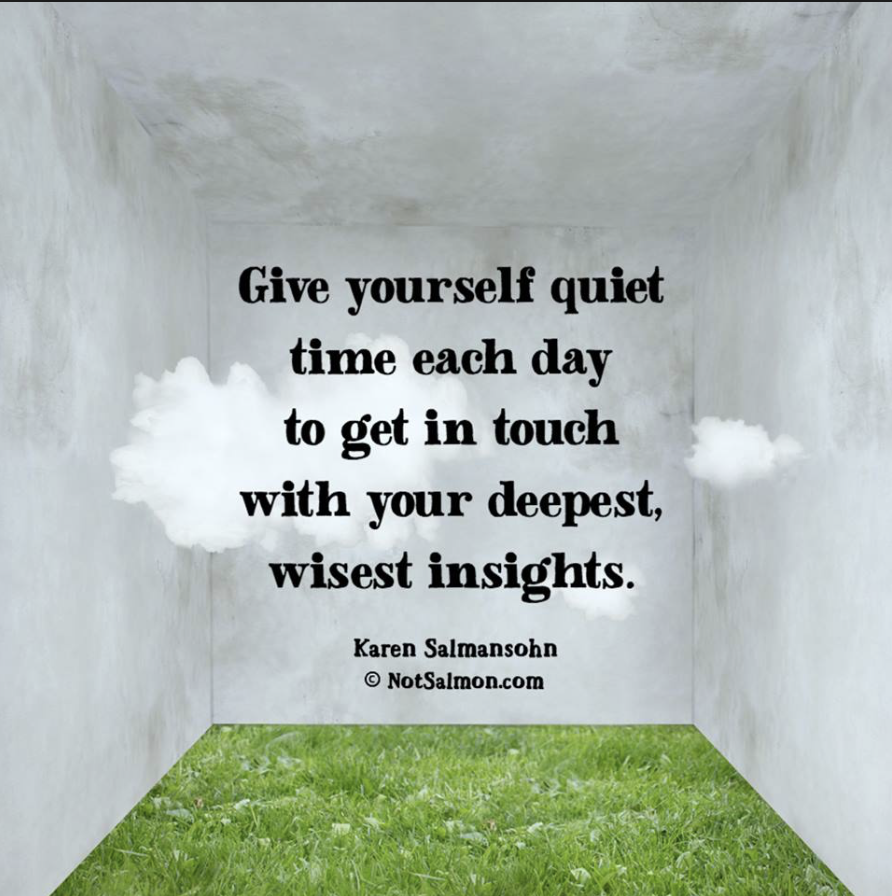 Give yourself quiet
time each day
to get in touch
with your deepest,
wisest insights.
Karen Salmansohn
© NotSalmon.com